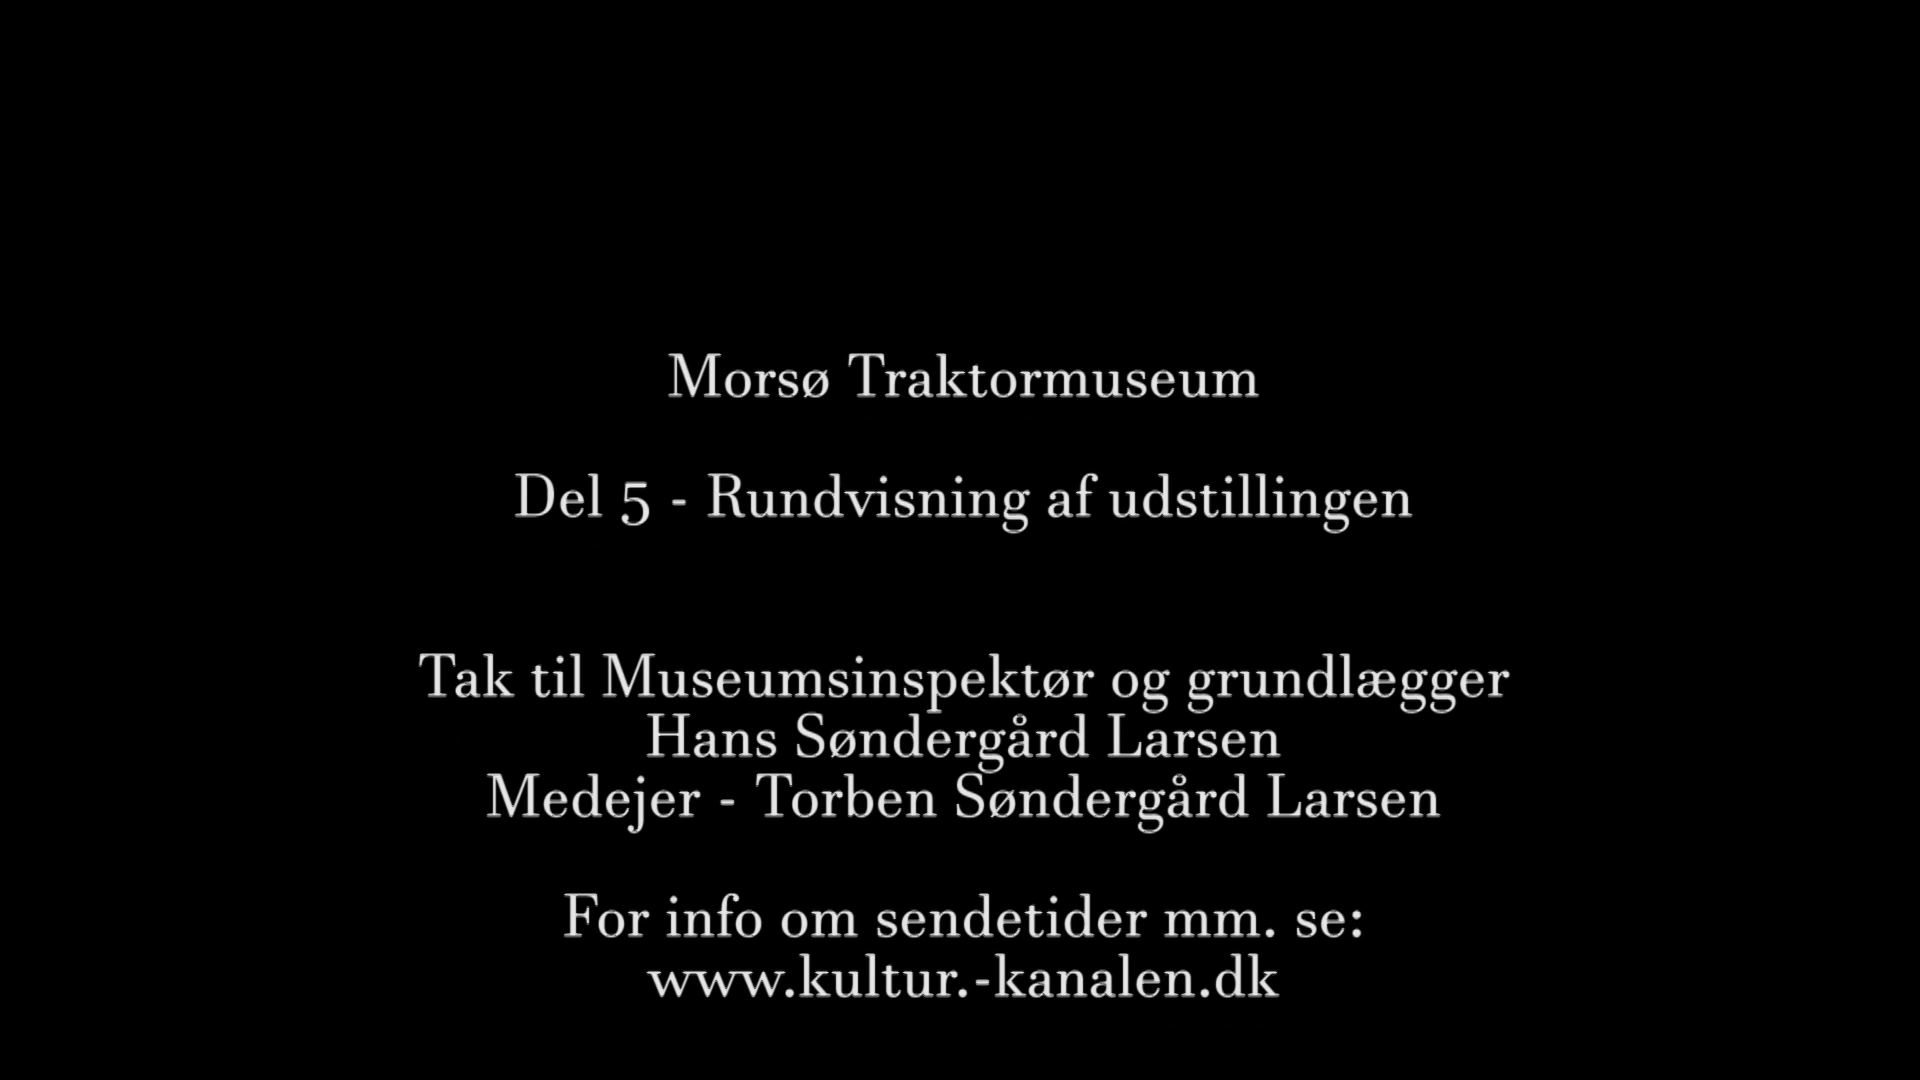 Morsø Traktormuseum
Del 5 - Rundvisning af udstillingen
Tak til Museumsinspektør og grundlægger
Hans Søndergård Larsen
Medejer - Torben Søndergård Larsen
For info om sendetider mm. se:
www.kultur.-kanalen.dk